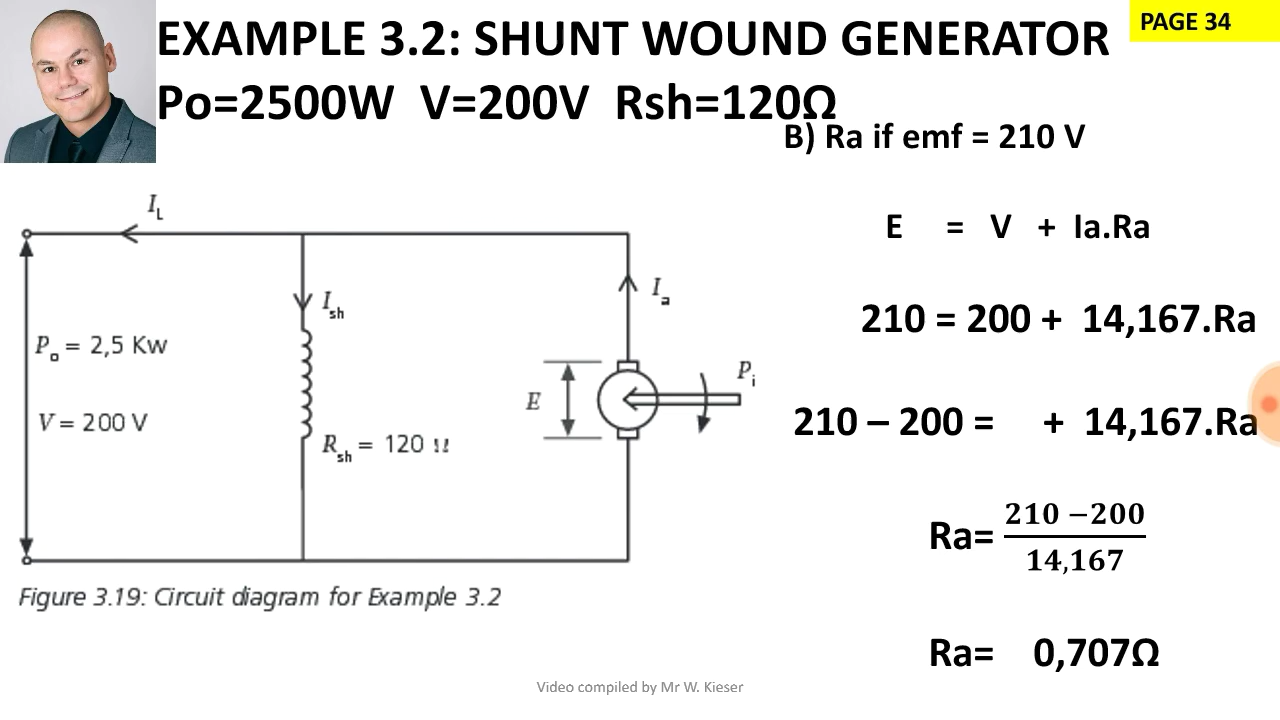 PAGE 34
EXAMPLE 3.2: SHUNT WOUND GENERATOR
Po=2500W V=200V Rsh=120Ω
B) Ra if emf = 210 V
E = V + Ia.Ra
210 = 200 + 14,167.Ra
210 – 200 = + 14,167.Ra
Ra= 210 −200
14,167
Ra= 0,707Ω
I_L
I_sh
I_a
P_o = 2,5 Kw
V = 200 V
E
P_i
R_sh = 120 Ω
Figure 3.19: Circuit diagram for Example 3.2
Video compiled by Mr W. Kieser